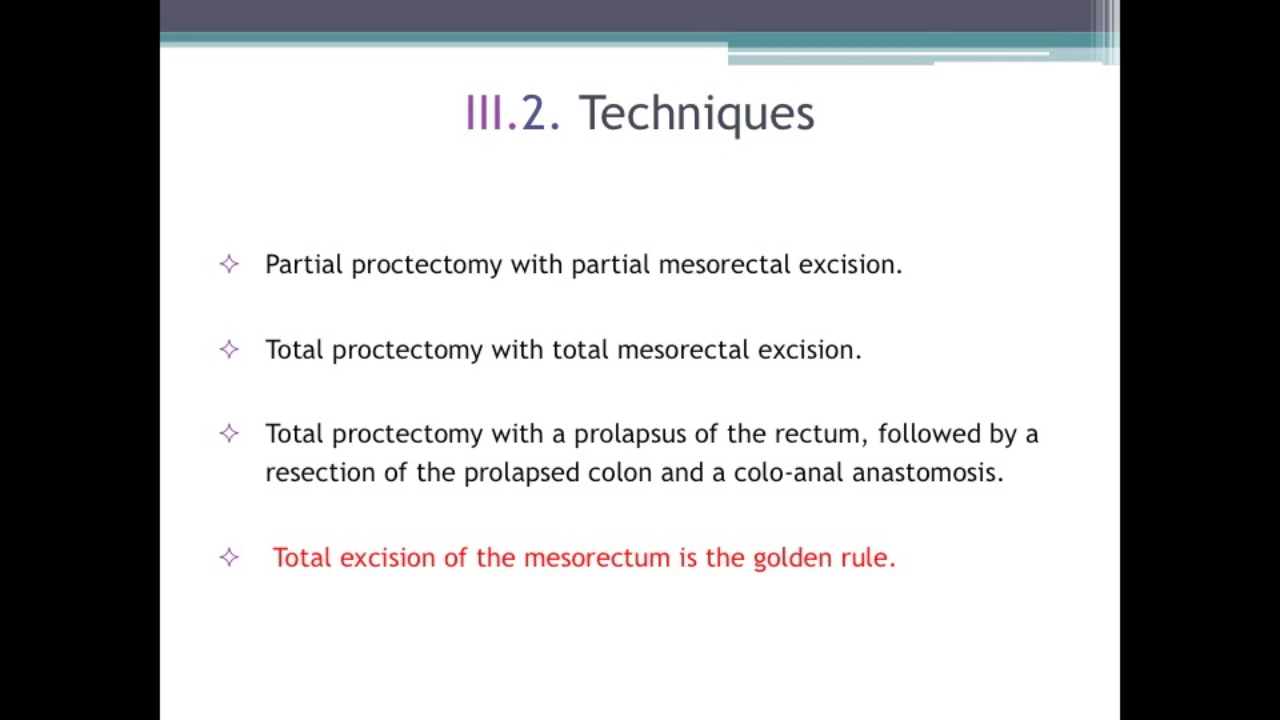 III.2. Techniques
Partial proctectomy with partial mesorectal excision.
Total proctectomy with total mesorectal excision.
Total proctectomy with a prolapsus of the rectum, followed by a
resection of the prolapsed colon and a colo-anal anastomosis.
Total excision of the mesorectum is the golden rule.